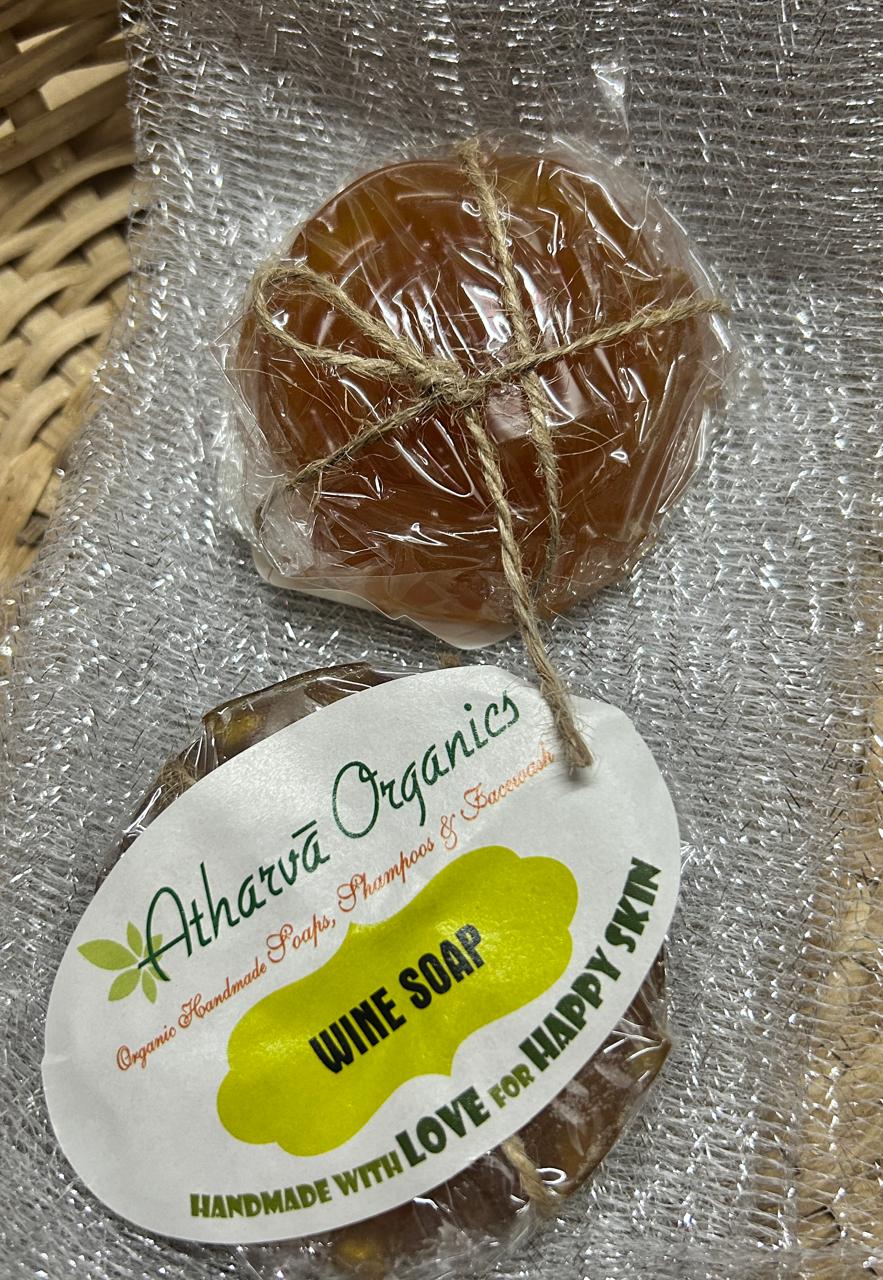 Atharvā Organics
Organic Handmade Soaps, Shampoos & Facewash
WINE SOAP
HANDMADE WITH LOVE FOR HAPPY SKIN